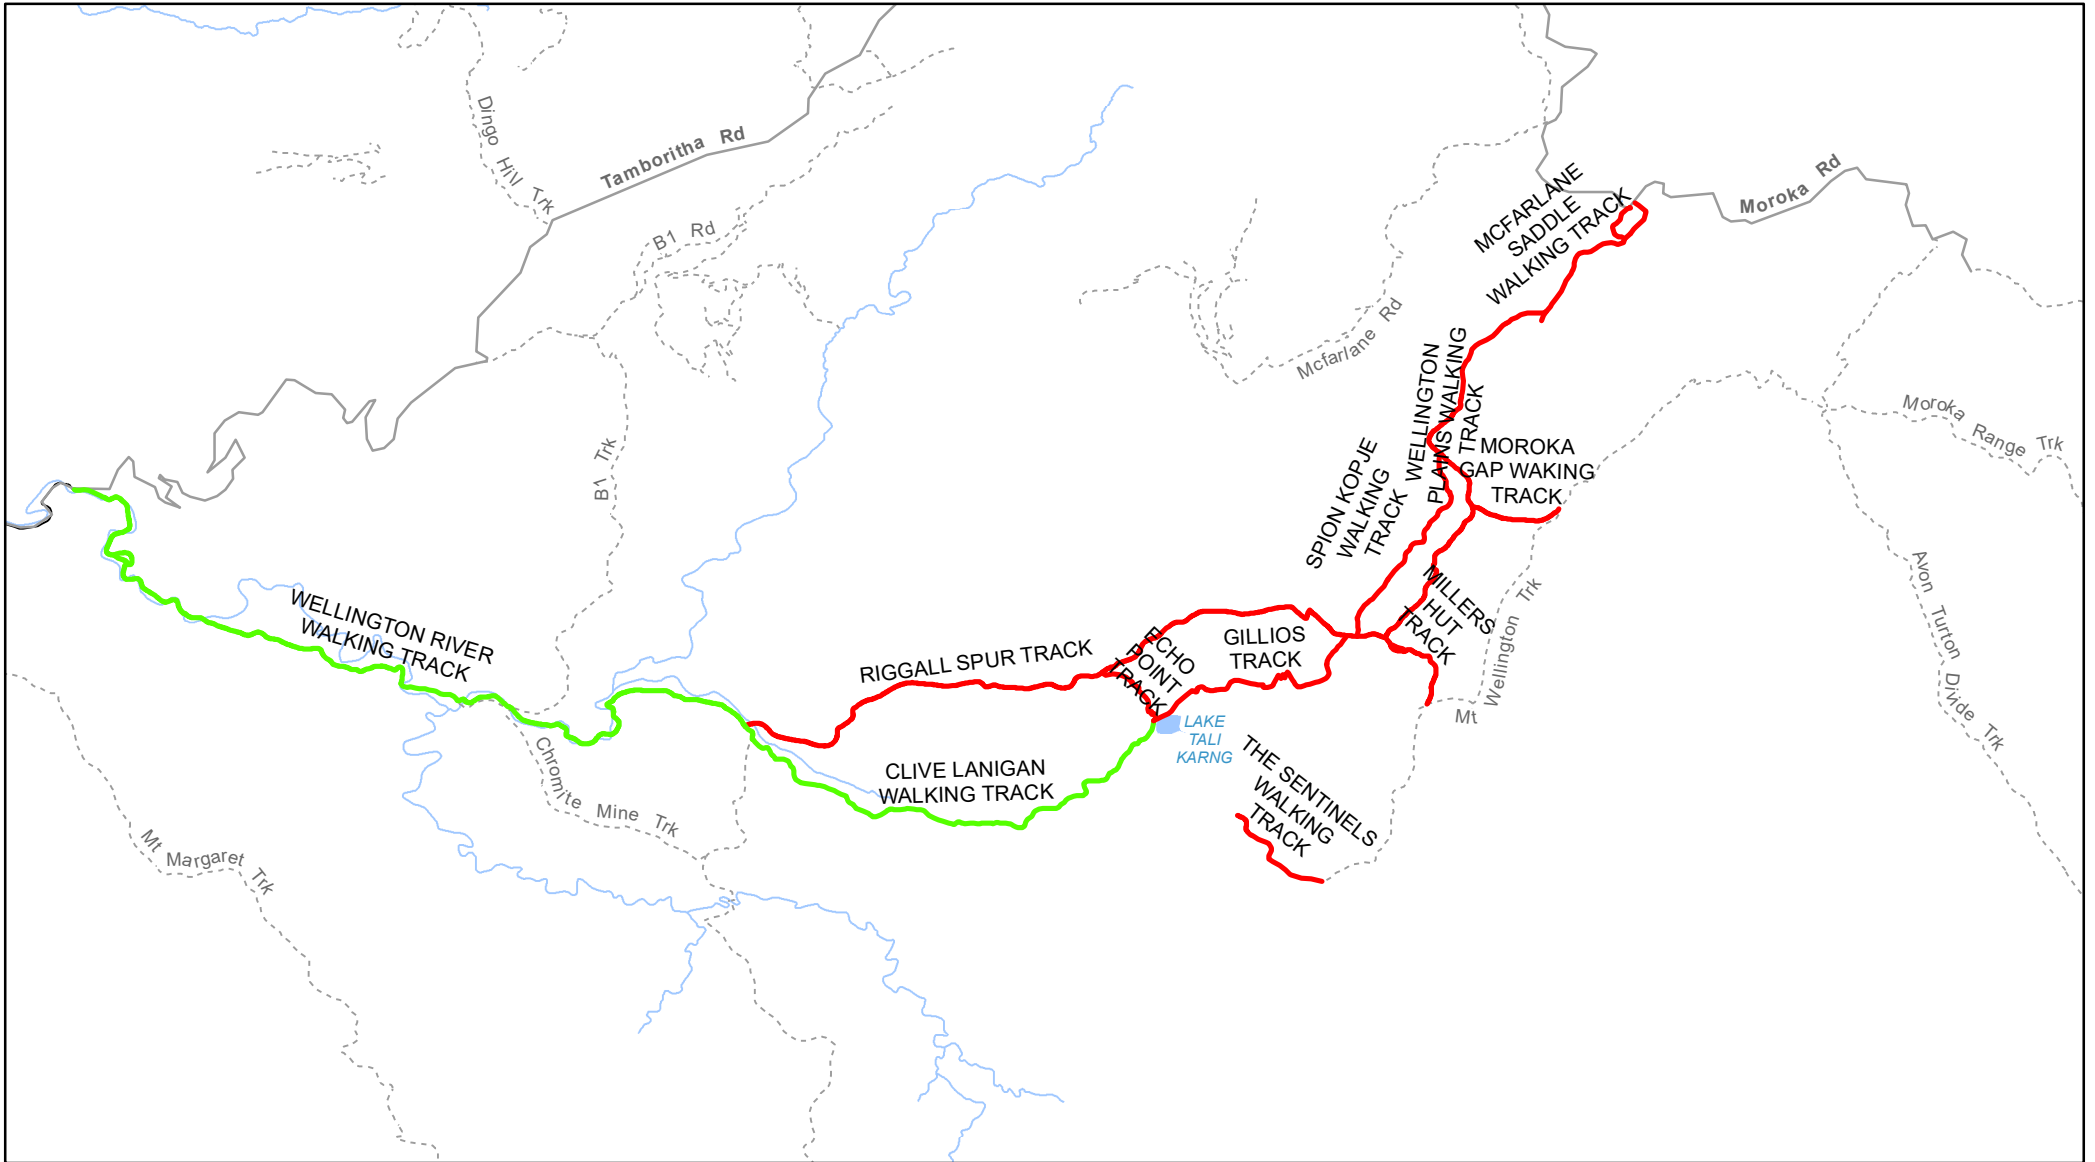 Dingo Hill Trk
Tamboritha Rd
B1 Rd
MCFARLANE
SADDLE
WALKING TRACK
Moroka Rd
Mcfarlane Rd
WELLINGTON
PLAINS WALKING
TRACK
Moroka Range Trk
SPION KOPJE
WALKING
TRACK
MOROKA
GAP WAKING
TRACK
B1 Trk
WELLINGTON RIVER
WALKING TRACK
MILLERS
HUT
TRACK
Mt Wellington Trk
Avon Turton Divide Trk
RIGGALL SPUR TRACK
ECHO
POINT
TRACK
GILLIOS
TRACK
LAKE
TALI
KARNG
Chromite Mine Trk
CLIVE LANIGAN
WALKING TRACK
THE SENTINELS
WALKING
TRACK
Mt Margaret Trk